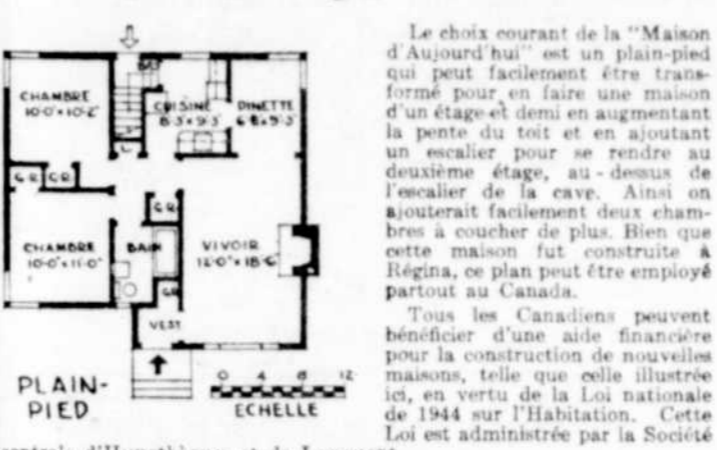 CHAMBRE
10'-0" × 10'-2"
CUISINE
8'-3 × 9'-3
DINETTE
6'-8 × 9'-3
G.R. G.R.
G.R.
CHAMBRE
10'-0" × 11'-0"
BAIN
VIVOIR
12'-0" × 18'-6"
G.R.
VEST.
PLAIN-
PIED
0 4 8 12
ECHELLE
Le choix courant de la "Maison
d'Aujourd'hui" est un plain-pied
qui peut facilement être trans-
formé pour en faire une maison
d'un étage et demi en augmentant
la pente du toit et en ajoutant
un escalier pour se rendre au
deuxième étage, au-dessus de
l'escalier de la cave. Ainsi on
ajouterait facilement deux cham-
bres à coucher de plus. Bien que
cette maison fut construite à
Régina, ce plan peut être employé
partout au Canada.
Tous les Canadiens peuvent
bénéficier d'une aide financière
pour la construction de nouvelles
maisons, telle que celle illustrée
ici, en vertu de la Loi nationale
de 1944 sur l'Habitation. Cette
Loi est administrée par la Société